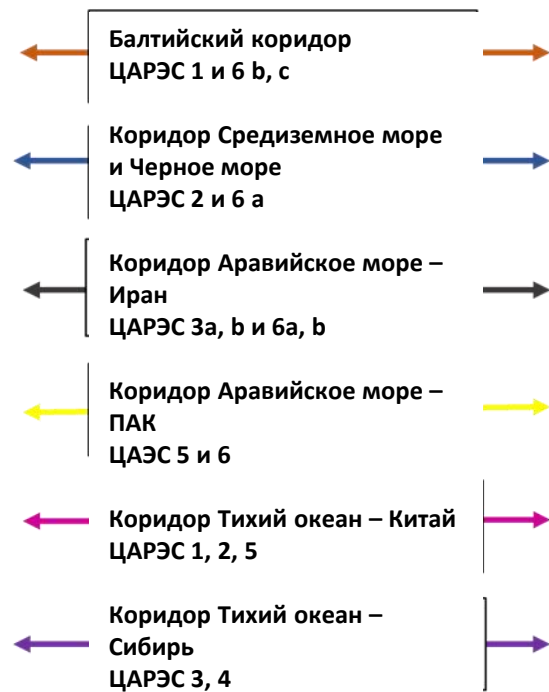 Балтийский коридор
ЦАРЭС 1 и 6 b, c
Коридор Средиземное море
и Черное море
ЦАРЭС 2 и 6 a
Коридор Аравийское море –
Иран
ЦАРЭС 3a, b и 6a, b
Коридор Аравийское море –
ПАК
ЦАЭС 5 и 6
Коридор Тихий океан – Китай
ЦАРЭС 1, 2, 5
Коридор Тихий океан –
Сибирь
ЦАРЭС 3, 4